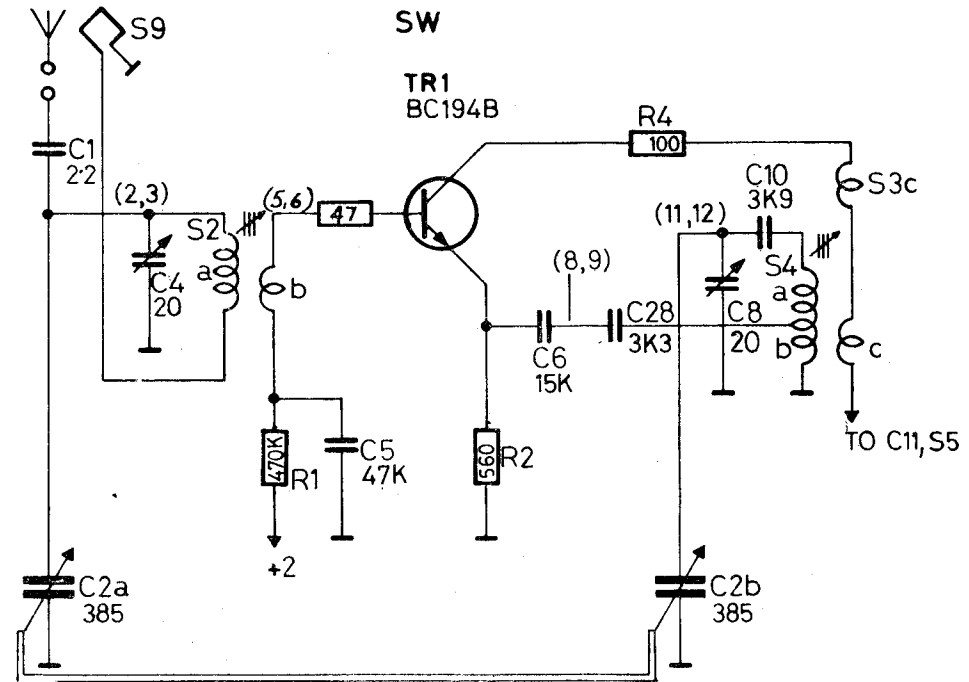 S9
SW
TR1
BC194B
R4
100
C1
2·2
C10
3K9
S3c
(2,3)
(5,6)
47
(11,12)
S2
a
b
C4
20
(8,9)
S4
a
b
c
C28
3K3
C8
20
C6
15K
TO C11,S5
470K
R1
C5
47K
560
R2
+2
C2a
385
C2b
385